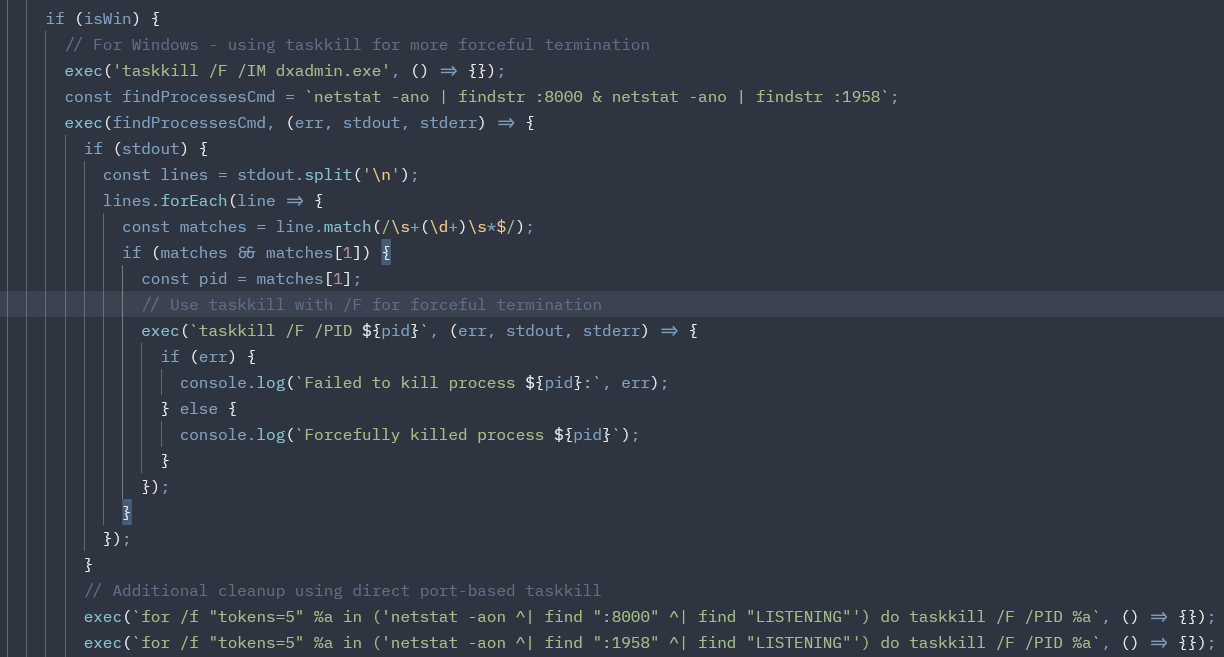 if (isWin) {
// For Windows - using taskkill for more forceful termination
exec('taskkill /F /IM dxadmin.exe', () => {});
const findProcessesCmd = `netstat -ano | findstr :8000 & netstat -ano | findstr :1958`;
exec(findProcessesCmd, (err, stdout, stderr) => {
if (stdout) {
const lines = stdout.split('\n');
lines.forEach(line => {
const matches = line.match(/\s+(\d+)\s*$/);
if (matches && matches[1]) {
const pid = matches[1];
// Use taskkill with /F for forceful termination
exec(`taskkill /F /PID ${pid}`, (err, stdout, stderr) => {
if (err) {
console.log(`Failed to kill process ${pid}:`, err);
} else {
console.log(`Forcefully killed process ${pid}`);
}
});
}
});
}
// Additional cleanup using direct port-based taskkill
exec(`for /f "tokens=5" %a in ('netstat -aon ^| find ":8000" ^| find "LISTENING"') do taskkill /F /PID %a`, () => {});
exec(`for /f "tokens=5" %a in ('netstat -aon ^| find ":1958" ^| find "LISTENING"') do taskkill /F /PID %a`, () => {});